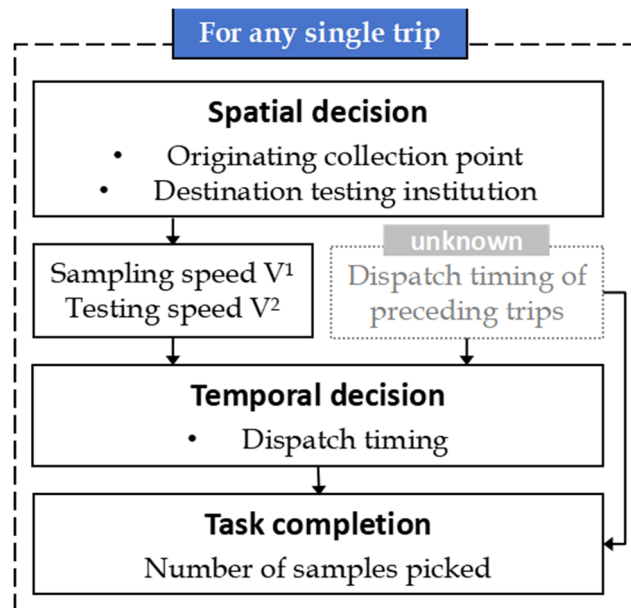 For any single trip
Spatial decision
• Originating collection point
• Destination testing institution
Sampling speed V¹
Testing speed V²
unknown
Dispatch timing of
preceding trips
Temporal decision
• Dispatch timing
Task completion
Number of samples picked